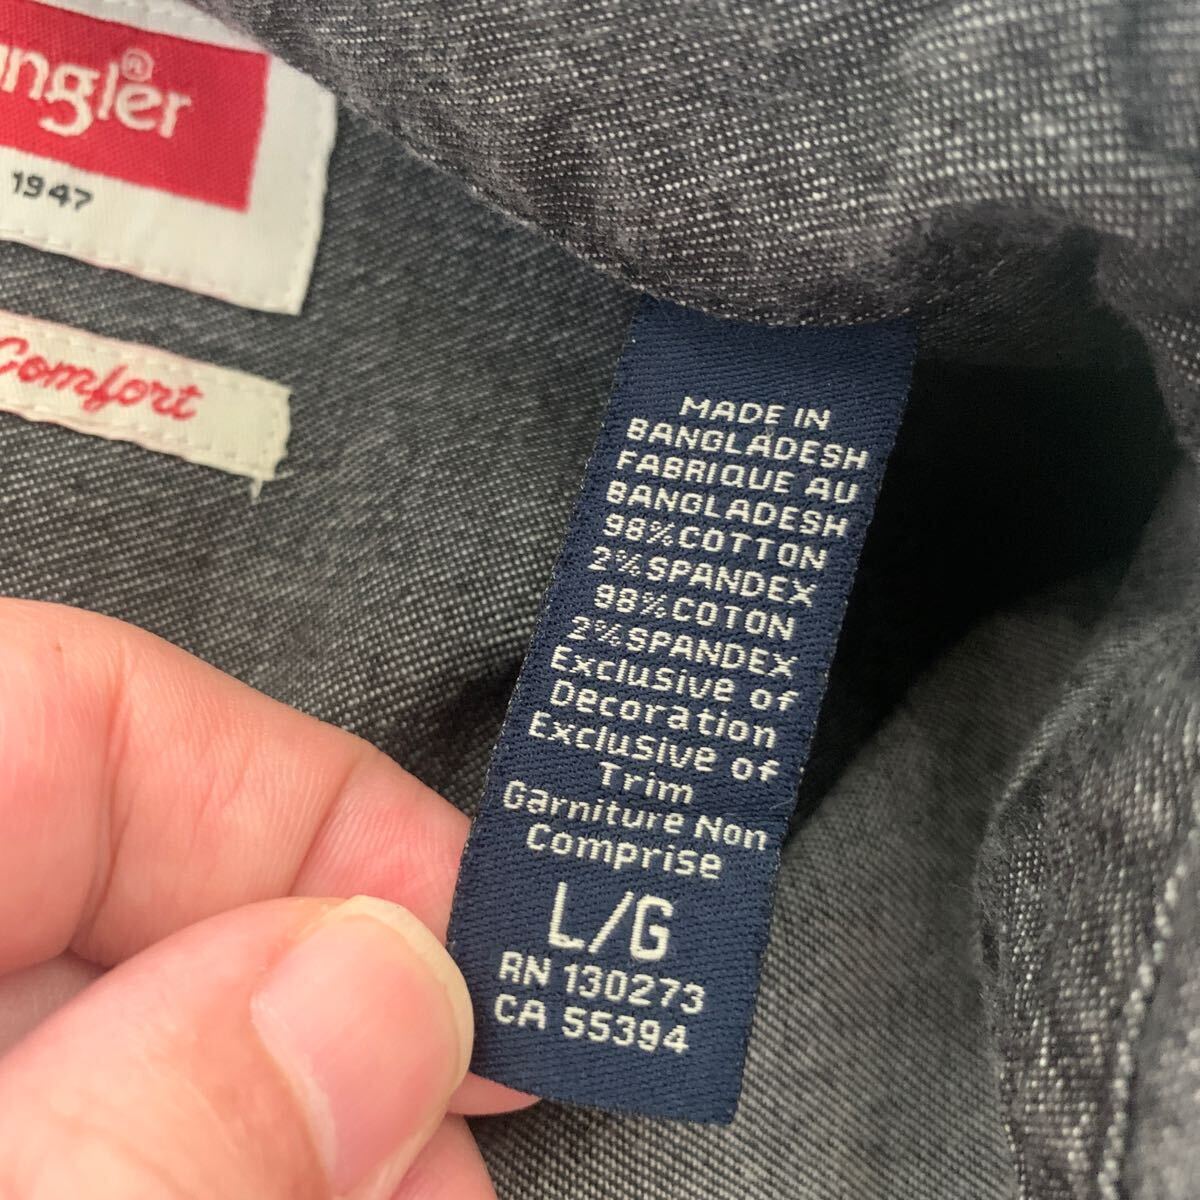 ngler®
1947
Comfort
MADE IN
BANGLADESH
FABRIQUE AU
BANGLADESH
98% COTTON
2% SPANDEX
98% COTON
2% SPANDEX
Exclusive of
Decoration
Exclusive of
Trim
Garniture Non
Comprise
L/G
RN 130273
CA 55394